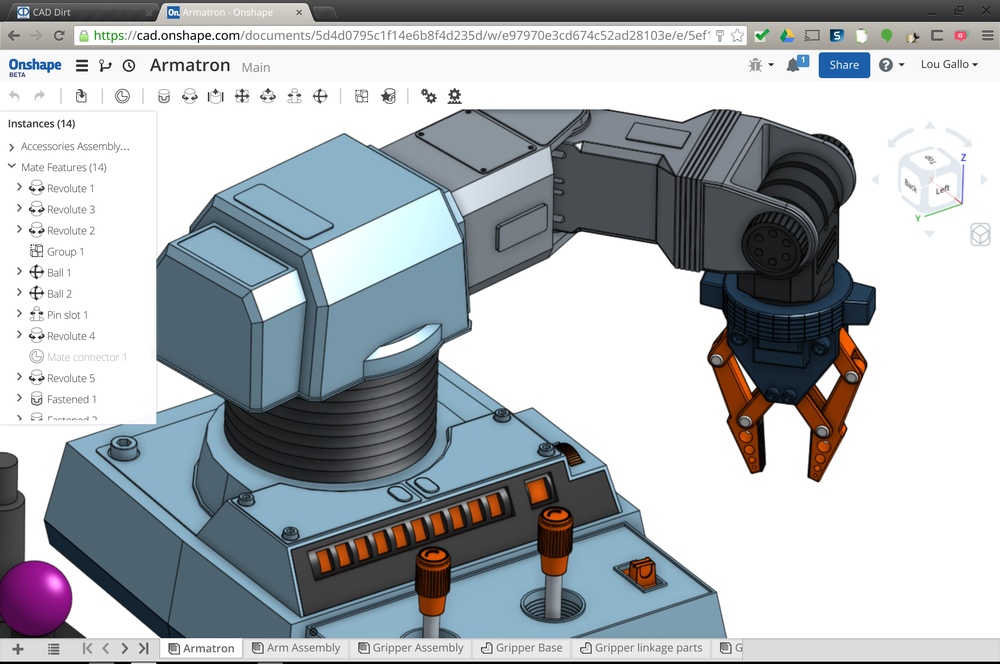 CAD Dirt
Armatron - Onshape
https://cad.onshape.com/documents/5d4d0795c1f14e6b8f4d235d/w/e97970e3cd674c52ad28103e/e/5ef1
Onshape
BETA
Armatron Main
1
Share
Lou Gallo
Instances (14)
Accessories Assembly...
Mate Features (14)
Revolute 1
Revolute 3
Revolute 2
Group 1
Ball 1
Ball 2
Pin slot 1
Revolute 4
Mate connector 1
Revolute 5
Fastened 1
Top
Z
Back
Left
X
Y
Armatron
Arm Assembly
Gripper Assembly
Gripper Base
Gripper linkage parts
G